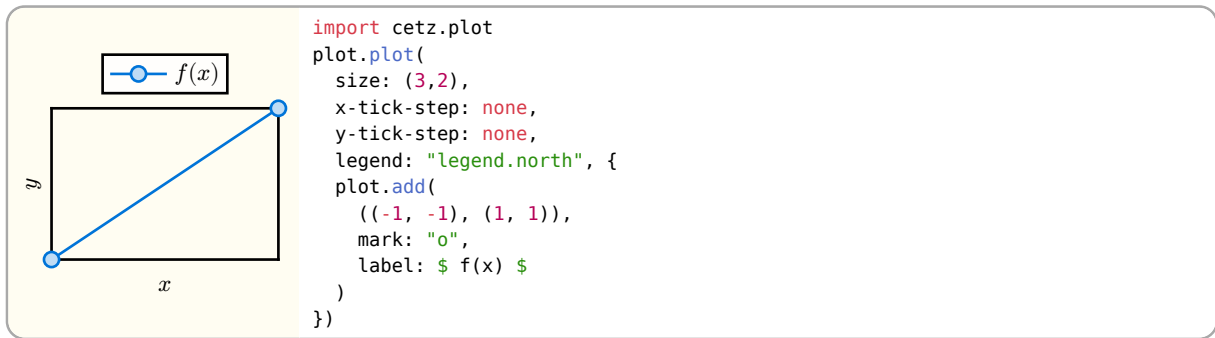 f(x)
y
x
import cetz.plot
plot.plot(
  size: (3,2),
  x-tick-step: none,
  y-tick-step: none,
  legend: "legend.north", {
  plot.add(
    ((-1, -1), (1, 1)),
    mark: "o",
    label: $ f(x) $
  )
})